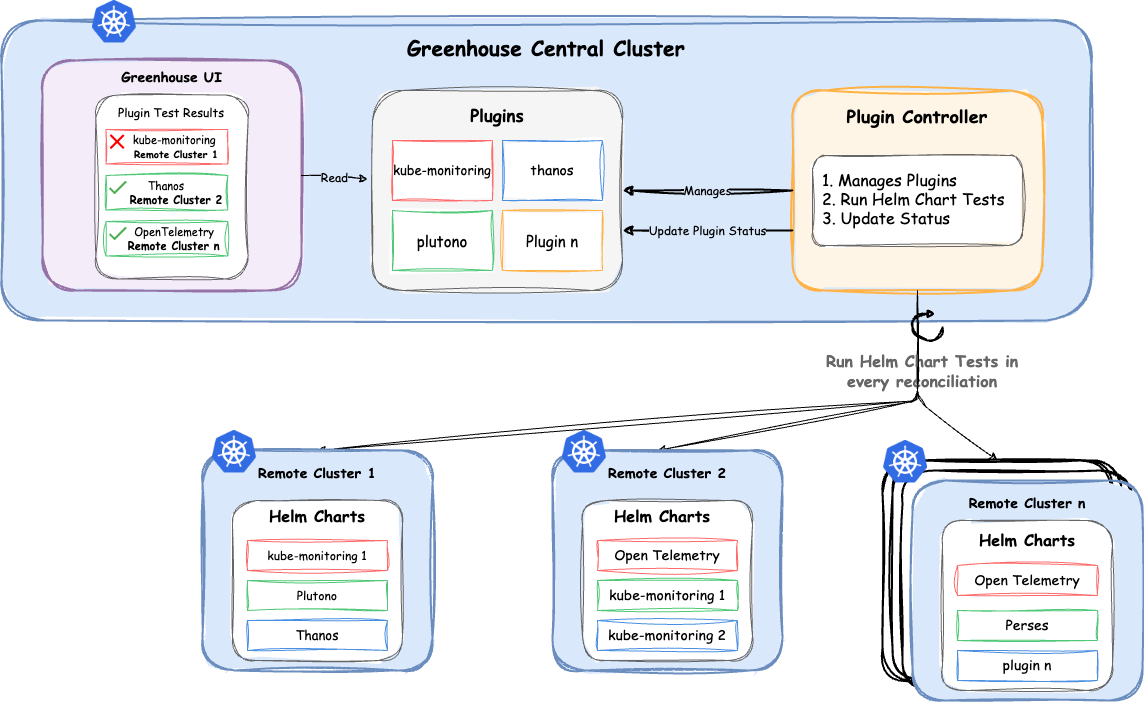 Greenhouse Central Cluster
Greenhouse UI
Plugin Test Results
kube-monitoring
Remote Cluster 1
Thanos
Remote Cluster 2
OpenTelemetry
Remote Cluster n
Read
Plugins
kube-monitoring
thanos
plutono
Plugin n
Manages
Update Plugin Status
Plugin Controller
1. Manages Plugins
2. Run Helm Chart Tests
3. Update Status
Run Helm Chart Tests in
every reconciliation
Remote Cluster 1
Helm Charts
kube-monitoring 1
Plutono
Thanos
Remote Cluster 2
Helm Charts
Open Telemetry
kube-monitoring 1
kube-monitoring 2
Remote Cluster n
Helm Charts
Open Telemetry
Perses
plugin n